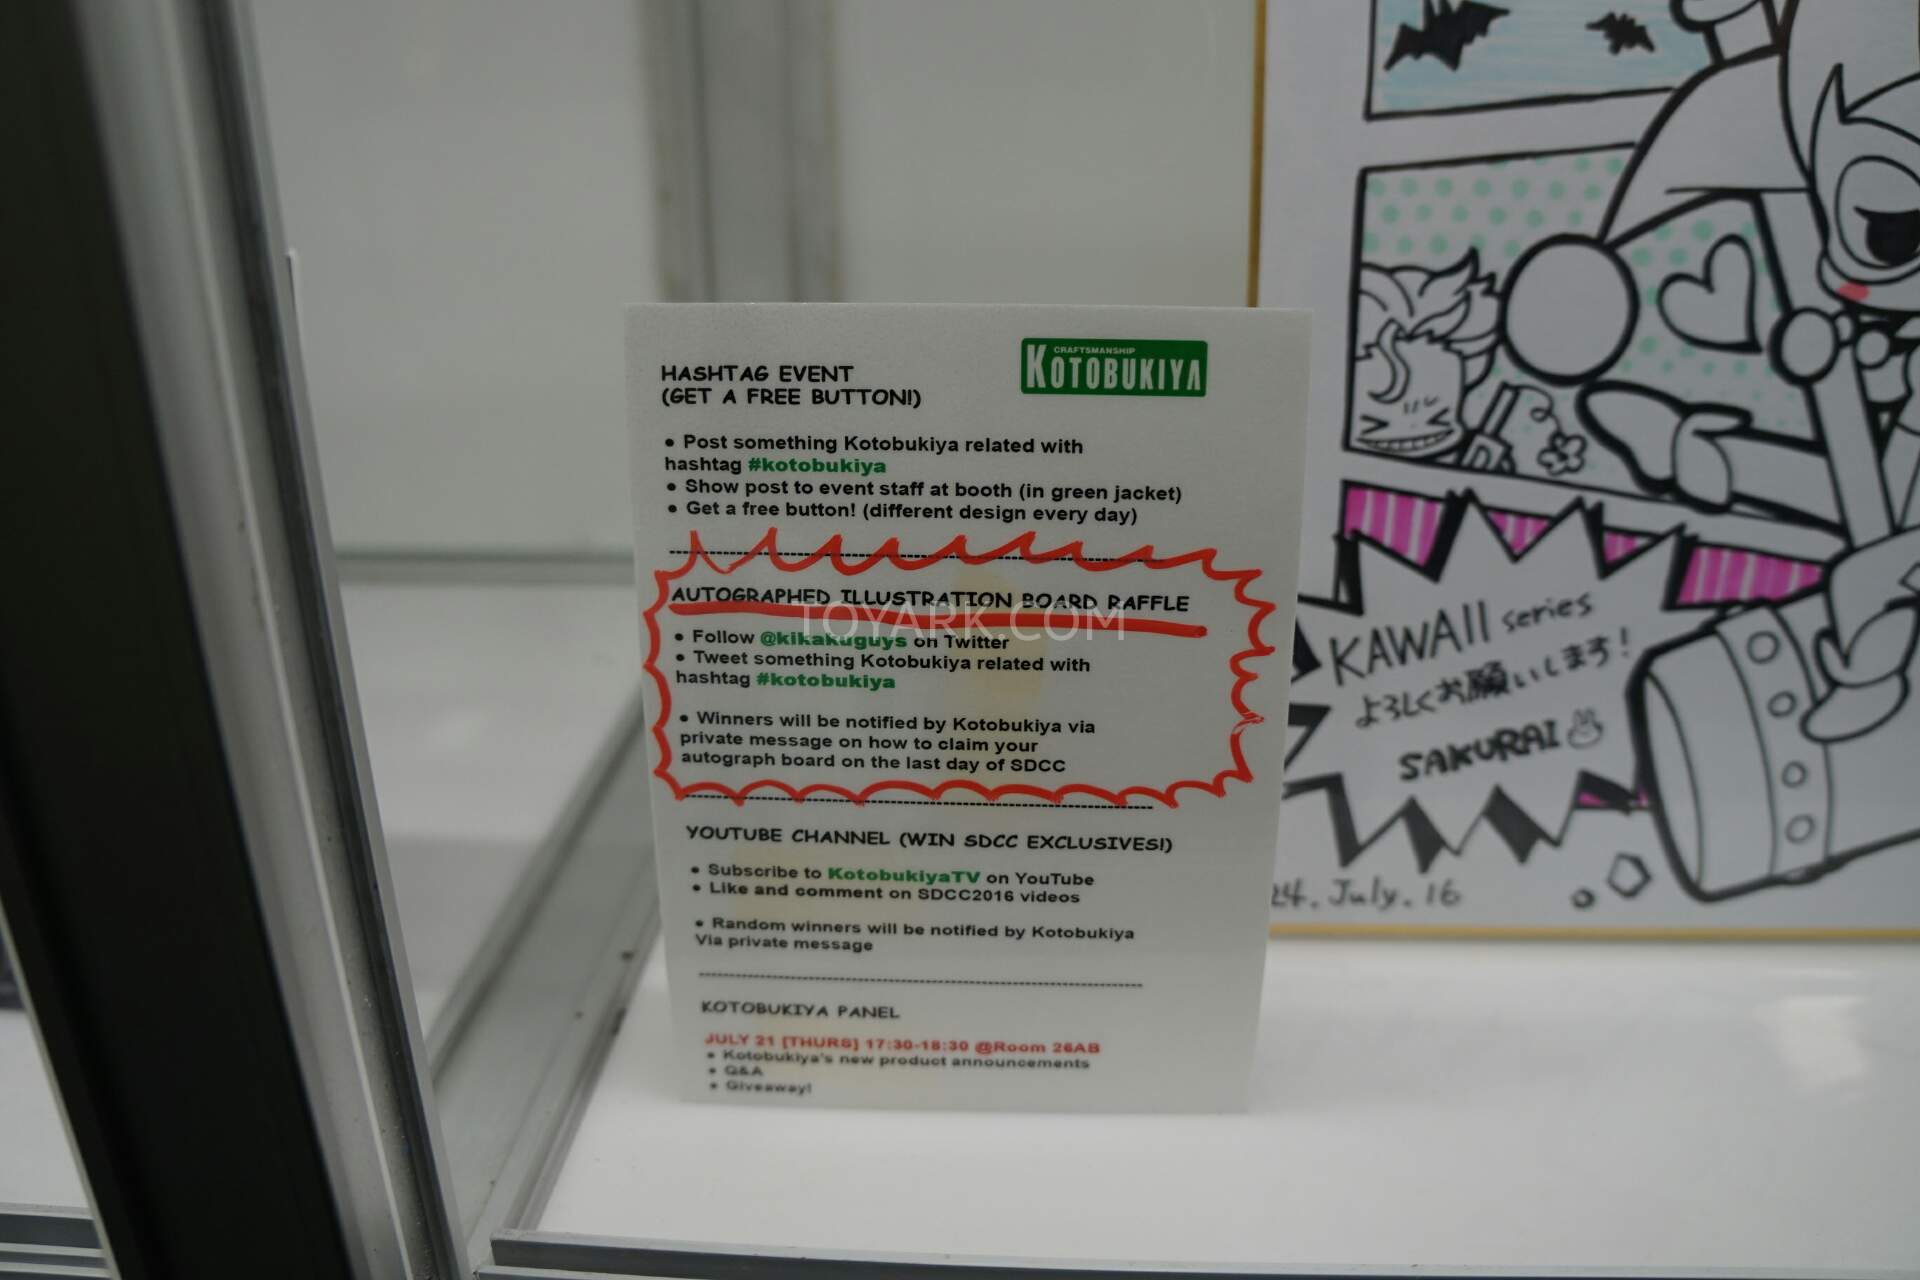 CRAFTSMANSHIP
KOTOBUKIYA
HASHTAG EVENT
(GET A FREE BUTTON!)
• Post something Kotobukiya related with
hashtag #kotobukiya
• Show post to event staff at booth (in green jacket)
• Get a free button! (different design every day)
AUTOGRAPHED ILLUSTRATION BOARD RAFFLE
• Follow @kikakuguys on Twitter
• Tweet something Kotobukiya related with
hashtag #kotobukiya
• Winners will be notified by Kotobukiya via
private message on how to claim your
autograph board on the last day of SDCC
YOUTUBE CHANNEL (WIN SDCC EXCLUSIVES!)
• Subscribe to KotobukiyaTV on YouTube
• Like and comment on SDCC2016 videos
• Random winners will be notified by Kotobukiya
Via private message
KOTOBUKIYA PANEL
JULY 21 [THURS] 17:30-18:30 @Room 26AB
• Kotobukiya's new product announcements
• Q&A
• Giveaway!
TOYARK.COM
KAWAII series
よろしくお願いします!
SAKURAI
24. July. 16